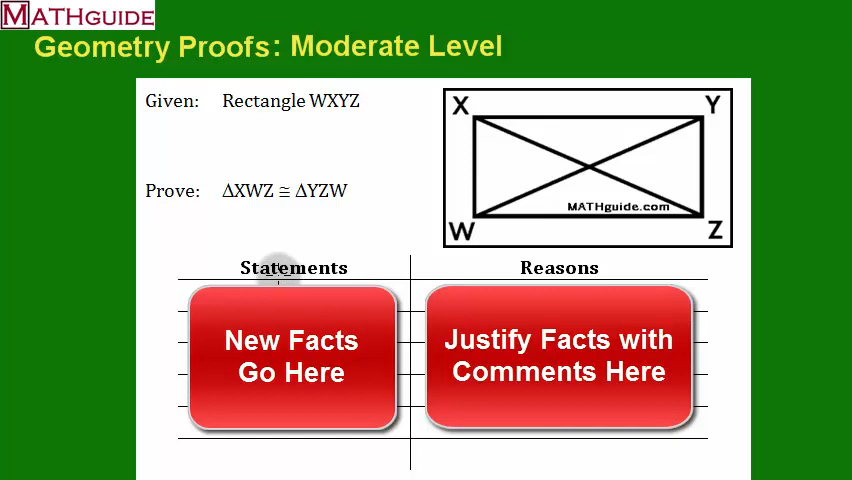 MATHGUIDE
Geometry Proofs: Moderate Level
Given: Rectangle WXYZ
Prove: ΔXWZ ≅ ΔYZW
X Y
MATHguide.com
W Z
Statements Reasons
New Facts
Go Here
Justify Facts with
Comments Here